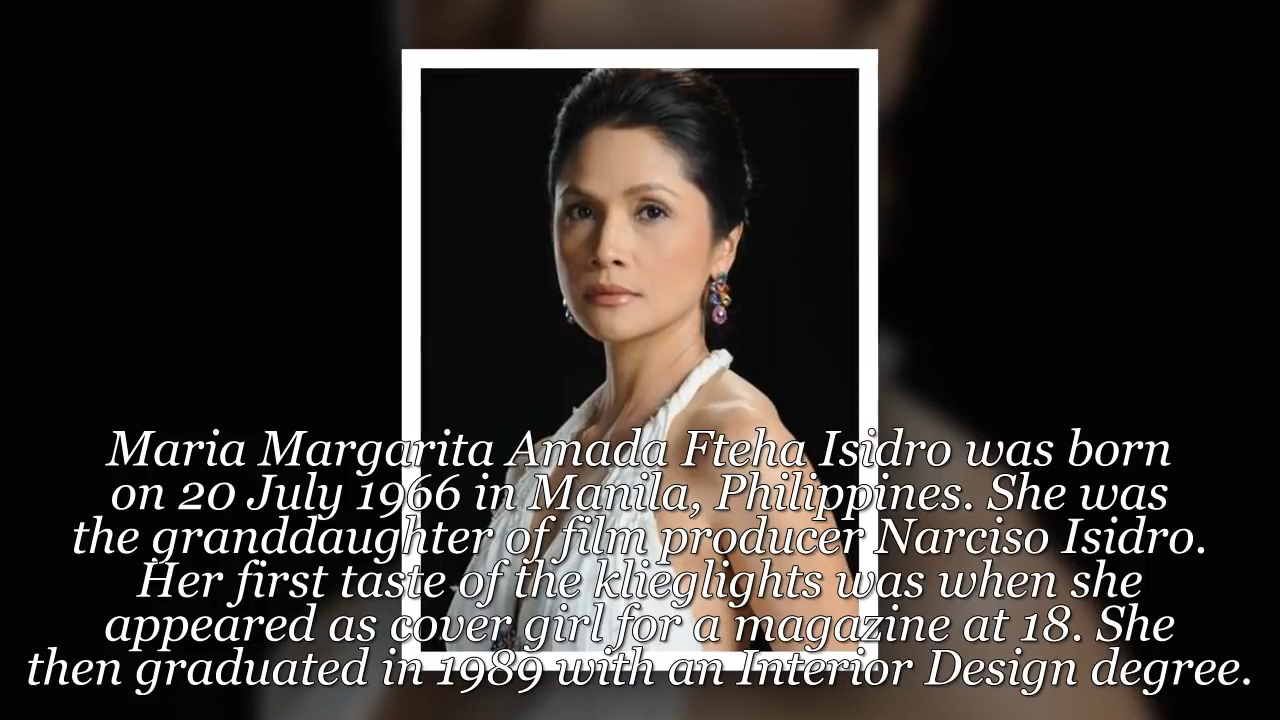 Maria Margarita Amada Fteha Isidro was born
on 20 July 1966 in Manila, Philippines. She was
the granddaughter of film producer Narciso Isidro.
Her first taste of the klieglights was when she
appeared as cover girl for a magazine at 18. She
then graduated in 1989 with an Interior Design degree.